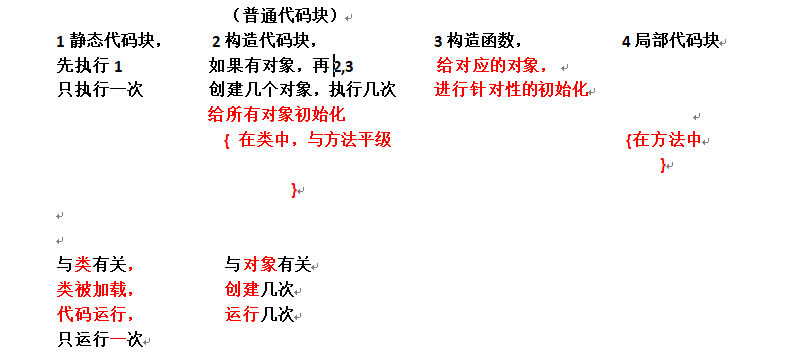 （普通代码块）
1 静态代码块， 2 构造代码块， 3 构造函数， 4 局部代码块
先执行 1 如果有对象，再 2,3 给对应的对象，
只执行一次 创建几个对象，执行几次 进行针对性的初始化
给所有对象初始化
{ 在类中，与方法平级 {在方法中
} }
与类有关， 与对象有关
类被加载， 创建几次
代码运行， 运行几次
只运行一次